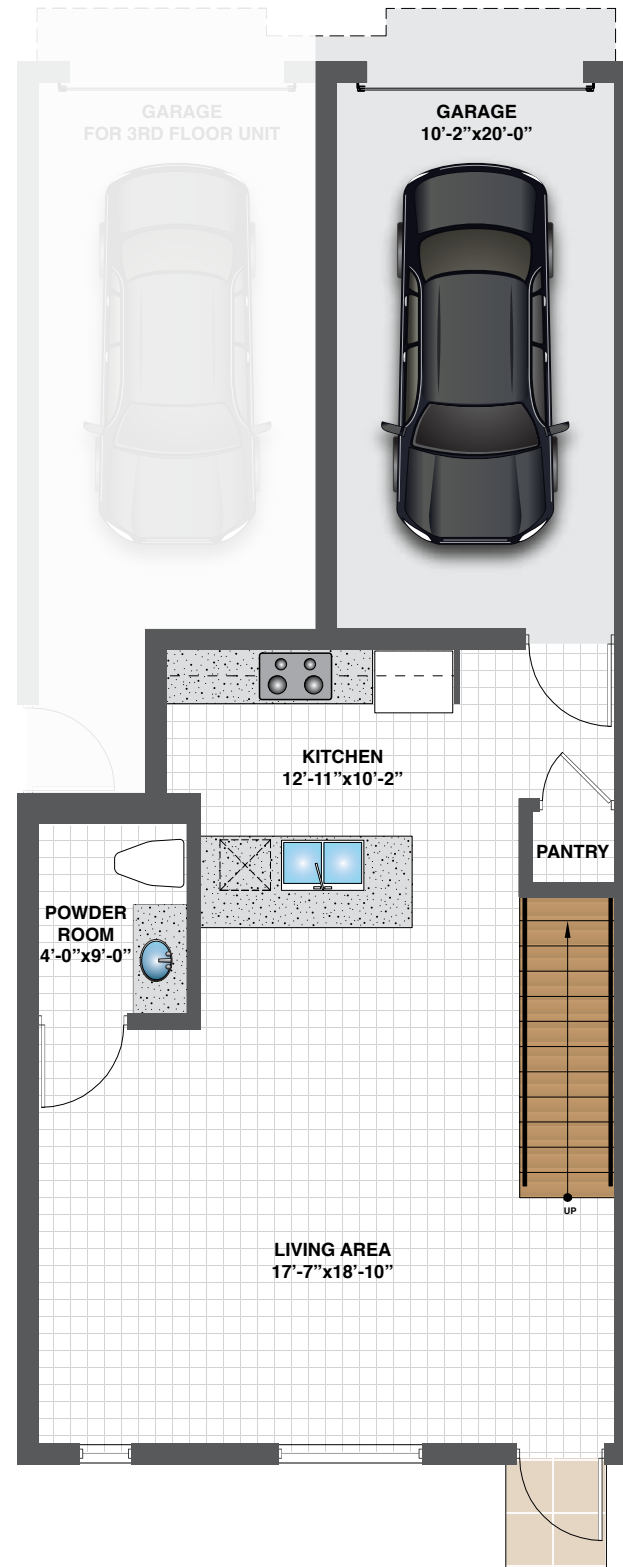 GARAGE
FOR 3RD FLOOR UNIT
GARAGE
10’-2”x20’-0”
KITCHEN
12’-11”x10’-2”
PANTRY
POWDER
ROOM
4’-0”x9’-0”
UP
LIVING AREA
17’-7”x18’-10”